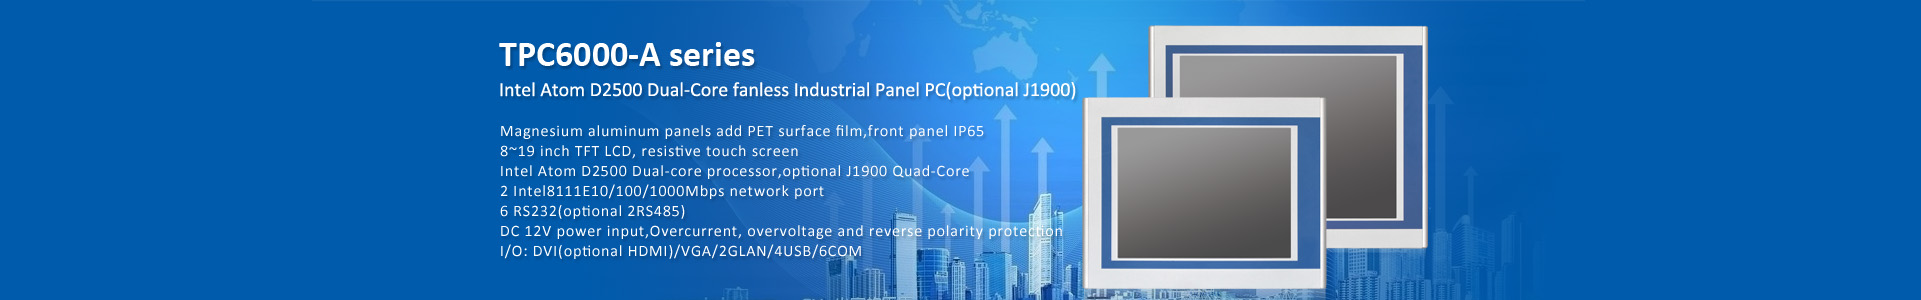 TPC6000-A series
Intel Atom D2500 Dual-Core fanless Industrial Panel PC(optional J1900)
Magnesium aluminum panels add PET surface film,front panel IP65
8~19 inch TFT LCD, resistive touch screen
Intel Atom D2500 Dual-core processor,optional J1900 Quad-Core
2 Intel8111E10/100/1000Mbps network port
6 RS232(optional 2RS485)
DC 12V power input,Overcurrent, overvoltage and reverse polarity protection
I/O: DVI(optional HDMI)/VGA/2GLAN/4USB/6COM